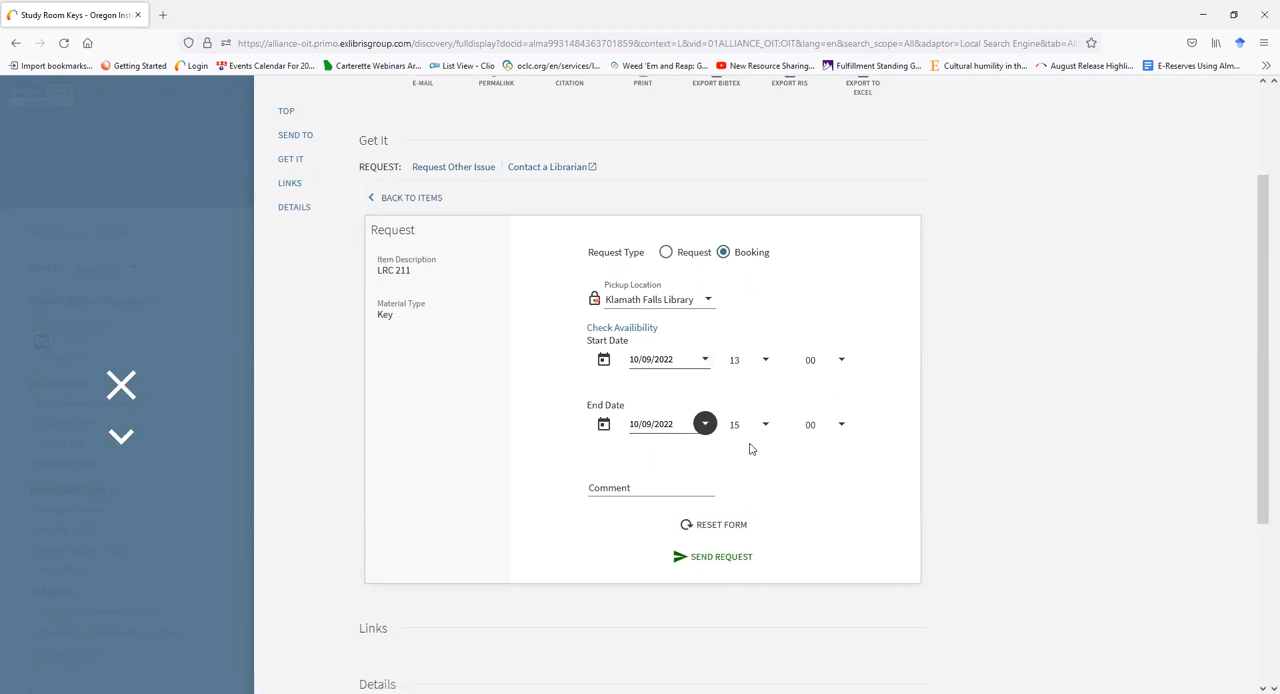 Study Room Keys - Oregon Inst
https://alliance-oit.primo.exlibrisgroup.com/discovery/fulldisplay?docid=alma9931484363701859&context=L&vid=01ALLIANCE_OIT:OIT&lang=en&search_scope=All&adaptor=Local Search Engine&tab=Al
Import bookmarks... Getting Started Login Events Calendar For 20... Carterette Webinars Ar... List View - Clio oclc.org/en/services/l... Weed 'Em and Reap: G... New Resource Sharing... Fulfillment Standing G... Cultural humility in th... August Release Highli... E-Reserves Using Alm...
E-MAIL PERMALINK CITATION PRINT EXPORT BIBTEX EXPORT RIS EXPORT TO EXCEL
TOP
SEND TO
GET IT
LINKS
DETAILS
Get It
REQUEST: Request Other Issue Contact a Librarian
BACK TO ITEMS
Request
Item Description
LRC 211
Material Type
Key
Request Type Request Booking
Pickup Location
Klamath Falls Library
Check Availibility
Start Date
10/09/2022 13 00
End Date
10/09/2022 15 00
Comment
RESET FORM
SEND REQUEST
Links
Details